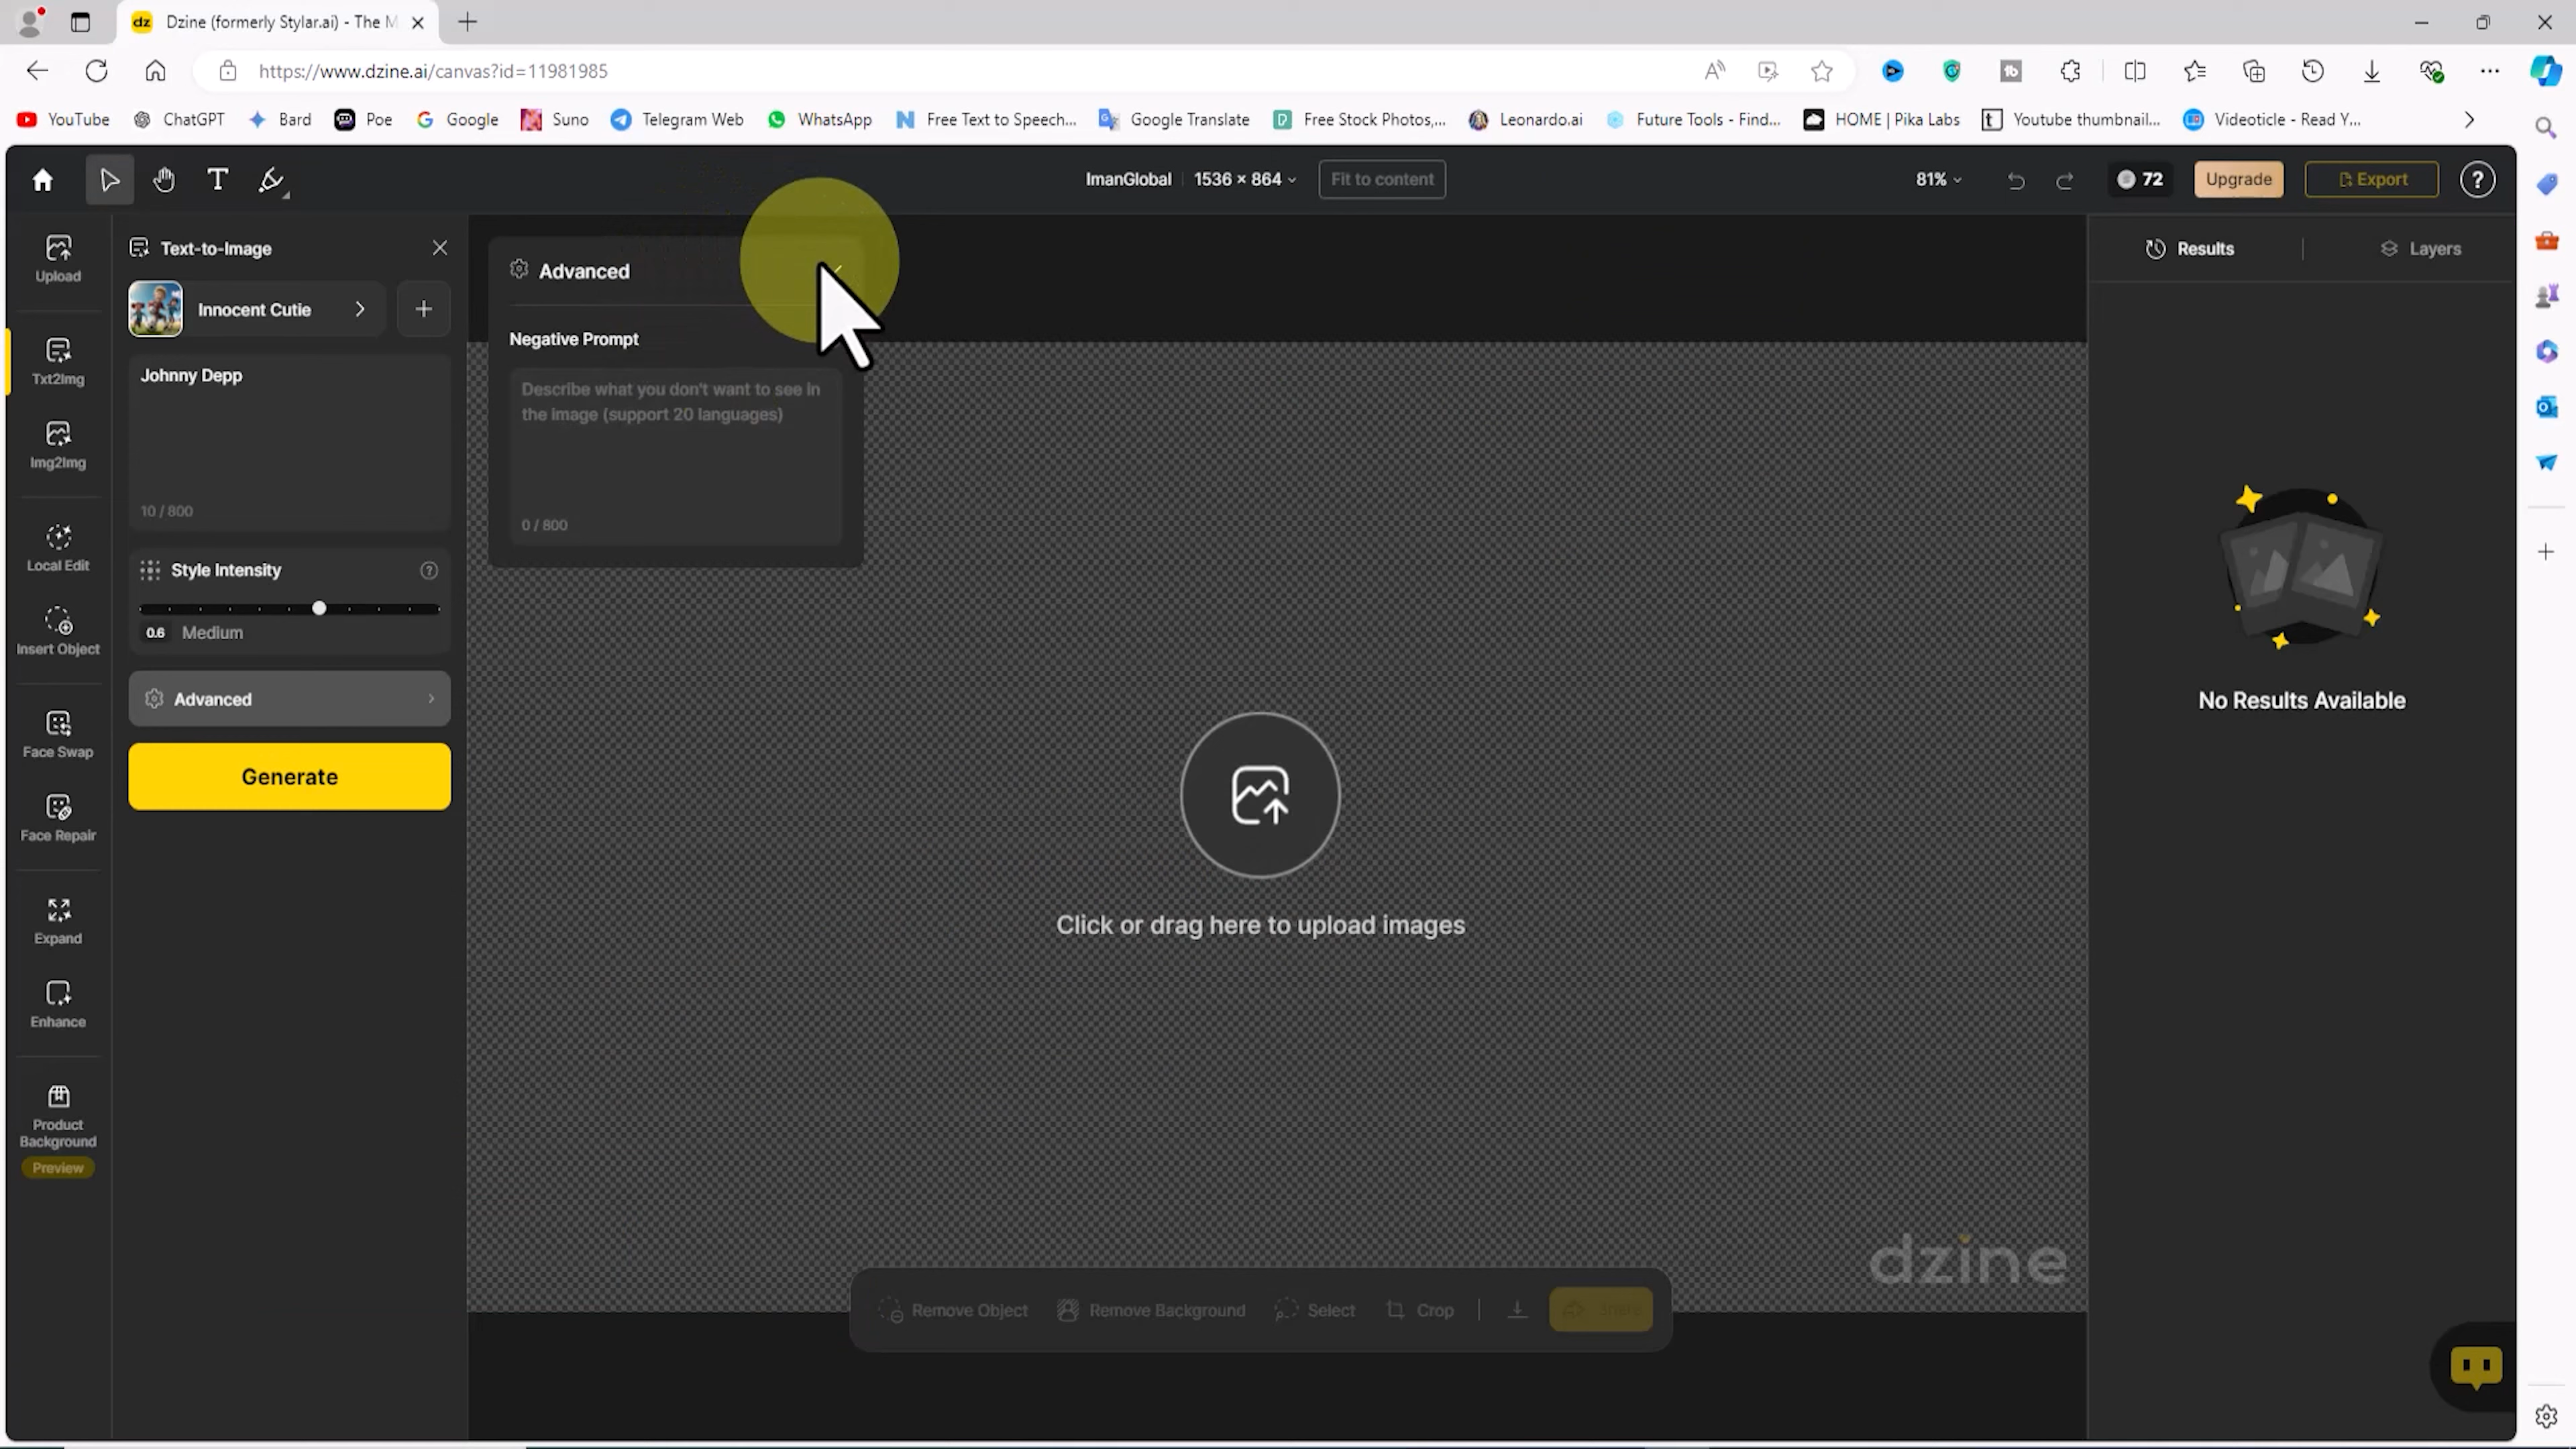 dz Dzine (formerly Stylar.ai) - The M
https://www.dzine.ai/canvas?id=11981985
YouTube ChatGPT Bard Poe Google Suno Telegram Web WhatsApp Free Text to Speech... Google Translate Free Stock Photos,... Leonardo.ai Future Tools - Find... HOME | Pika Labs Youtube thumbnail... Videoticle - Read Y...
ImanGlobal 1536 × 864 Fit to content 81% 72 Upgrade Export
Upload
Txt2Img
Img2Img
Local Edit
Insert Object
Face Swap
Face Repair
Expand
Enhance
Product
Background
Preview
Text-to-Image
Innocent Cutie
Johnny Depp
10 / 800
Style Intensity
0.6 Medium
Advanced
Generate
Advanced
Negative Prompt
Describe what you don't want to see in
the image (support 20 languages)
0 / 800
Click or drag here to upload images
dzine
Remove Object Remove Background Select Crop
Results Layers
No Results Available